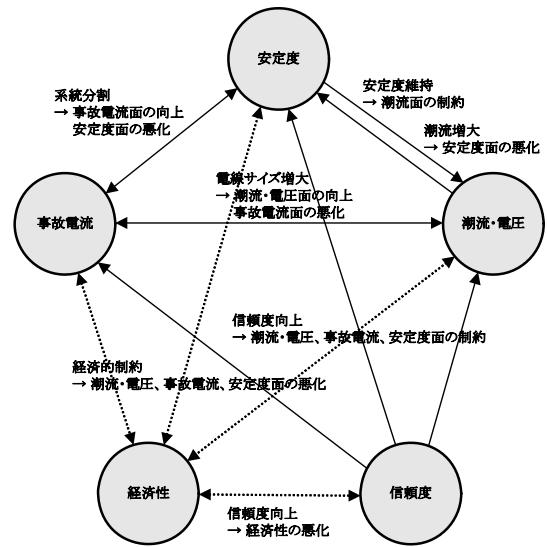 安定度
系統分割
→ 事故電流面の向上
安定度面の悪化
安定度維持
→ 潮流面の制約
潮流増大
→ 安定度面の悪化
電線サイズ増大
→ 潮流・電圧面の向上
事故電流面の悪化
事故電流
潮流・電圧
信頼度向上
→ 潮流・電圧、事故電流、安定度面の制約
経済的制約
→ 潮流・電圧、事故電流、安定度面の悪化
経済性
信頼度
信頼度向上
→ 経済性の悪化